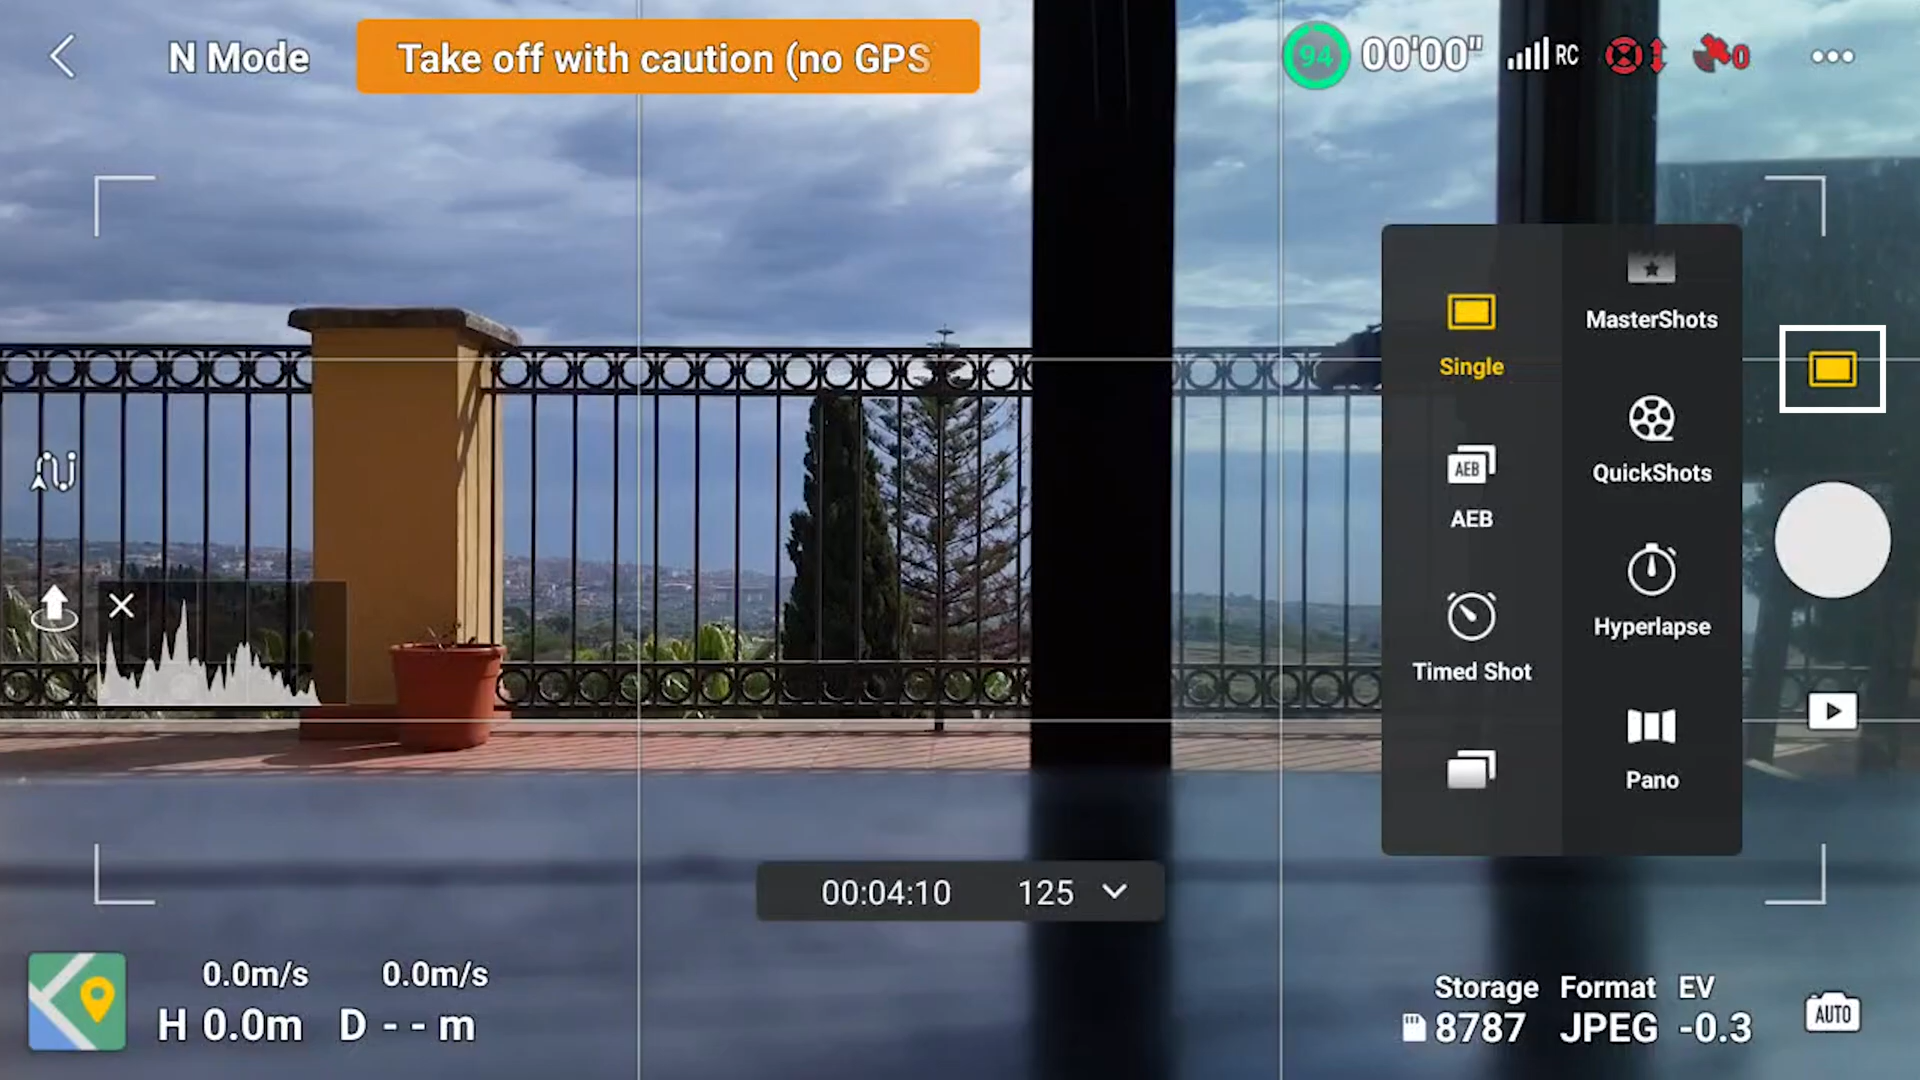 N Mode
Take off with caution (no GPS
94
00'00"
RC
0
MasterShots
Single
QuickShots
AEB
AEB
Hyperlapse
Timed Shot
Pano
00:04:10 125
0.0m/s 0.0m/s
H 0.0m D - - m
Storage Format EV
8787 JPEG -0.3
AUTO